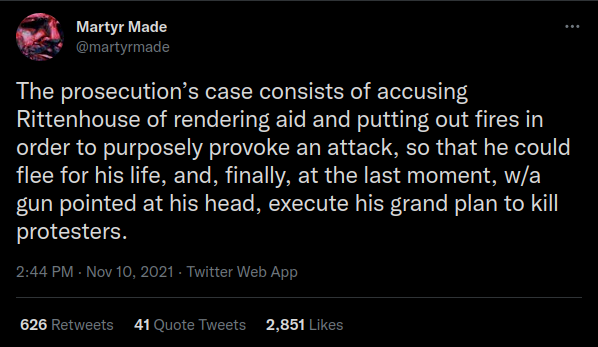 Martyr Made
@martyrmade
The prosecution’s case consists of accusing
Rittenhouse of rendering aid and putting out fires in
order to purposely provoke an attack, so that he could
flee for his life, and, finally, at the last moment, w/a
gun pointed at his head, execute his grand plan to kill
protesters.
2:44 PM · Nov 10, 2021 · Twitter Web App
626 Retweets 41 Quote Tweets 2,851 Likes